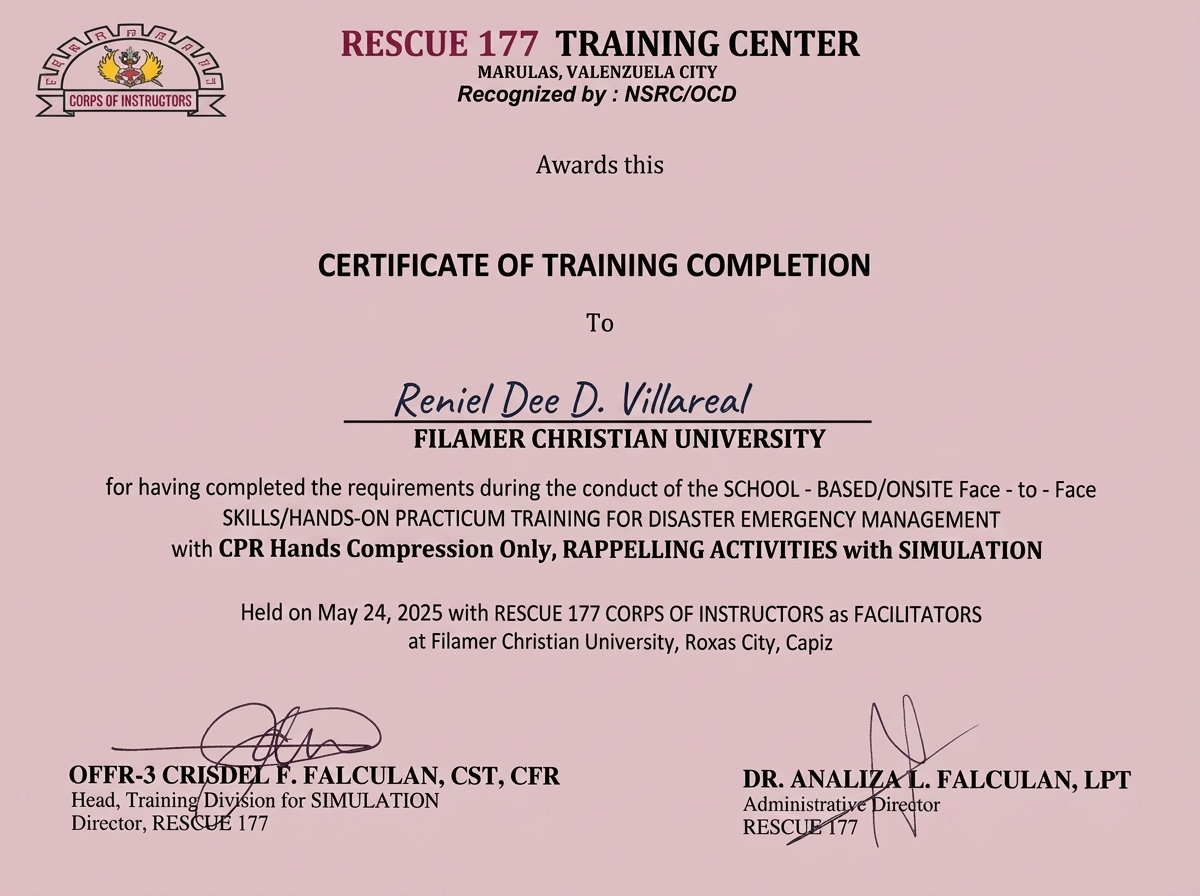 RESCUE 177 TRAINING CENTER
MARULAS, VALENZUELA CITY
Recognized by : NSRC/OCD
CORPS OF INSTRUCTORS
Awards this
CERTIFICATE OF TRAINING COMPLETION
To
Reniel Dee D. Villareal
FILAMER CHRISTIAN UNIVERSITY
for having completed the requirements during the conduct of the SCHOOL - BASED/ONSITE Face - to - Face
SKILLS/HANDS-ON PRACTICUM TRAINING FOR DISASTER EMERGENCY MANAGEMENT
with CPR Hands Compression Only, RAPPELLING ACTIVITIES with SIMULATION
Held on May 24, 2025 with RESCUE 177 CORPS OF INSTRUCTORS as FACILITATORS
at Filamer Christian University, Roxas City, Capiz
OFFR-3 CRISDEL F. FALCULAN, CST, CFR
Head, Training Division for SIMULATION
Director, RESCUE 177
DR. ANALIZA L. FALCULAN, LPT
Administrative Director
RESCUE 177